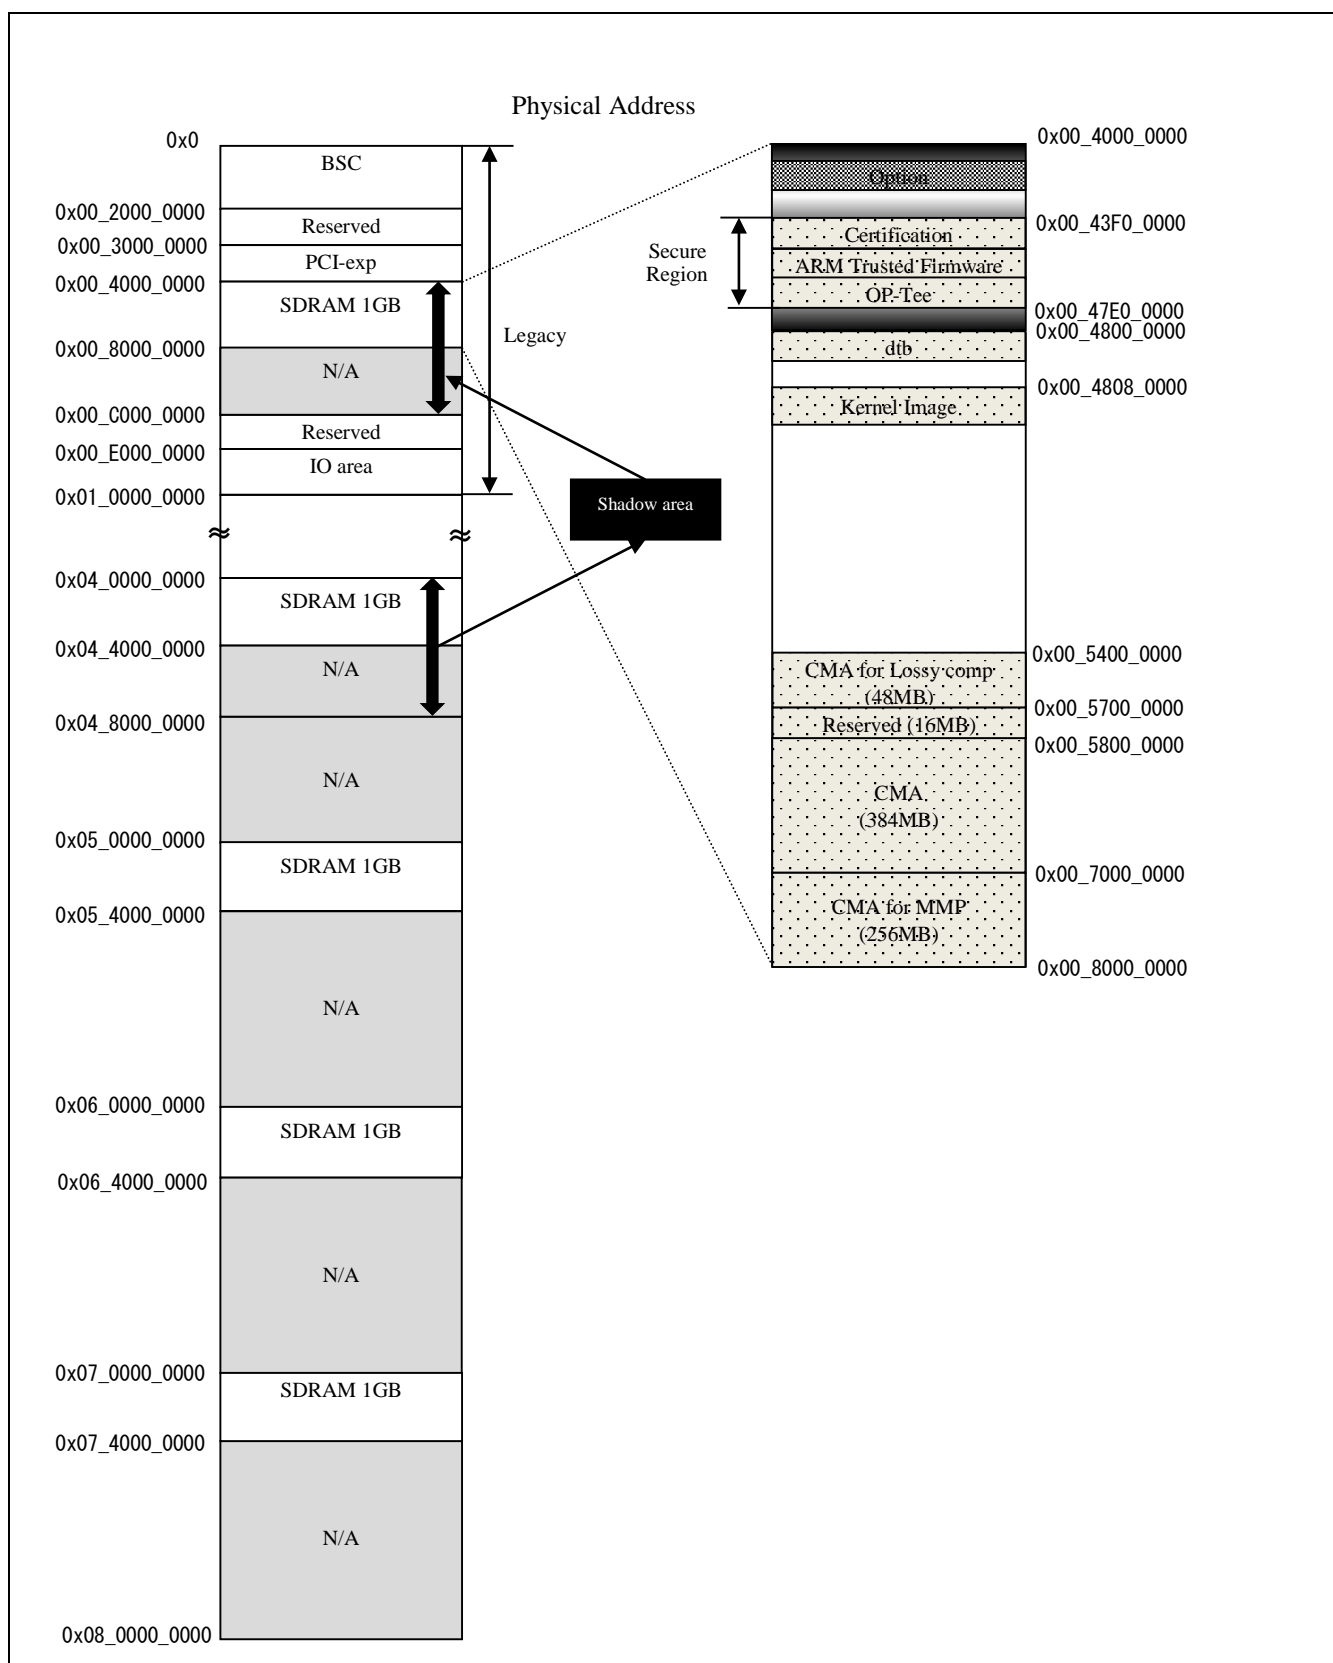 Physical Address
0x0
BSC
0x00_2000_0000
Reserved
0x00_3000_0000
PCI-exp
0x00_4000_0000
SDRAM 1GB
0x00_8000_0000
N/A
0x00_C000_0000
Reserved
0x00_E000_0000
IO area
0x01_0000_0000
Legacy
Shadow area
0x04_0000_0000
SDRAM 1GB
0x04_4000_0000
N/A
0x04_8000_0000
N/A
0x05_0000_0000
SDRAM 1GB
0x05_4000_0000
N/A
0x06_0000_0000
SDRAM 1GB
0x06_4000_0000
N/A
0x07_0000_0000
SDRAM 1GB
0x07_4000_0000
N/A
0x08_0000_0000
0x00_4000_0000
Option
0x00_43F0_0000
Secure
Region
Certification
ARM Trusted Firmware
OP-Tee
0x00_47E0_0000
0x00_4800_0000
dtb
0x00_4808_0000
Kernel Image
0x00_5400_0000
CMA for Lossy comp
(48MB)
0x00_5700_0000
Reserved (16MB)
0x00_5800_0000
CMA
(384MB)
0x00_7000_0000
CMA for MMP
(256MB)
0x00_8000_0000